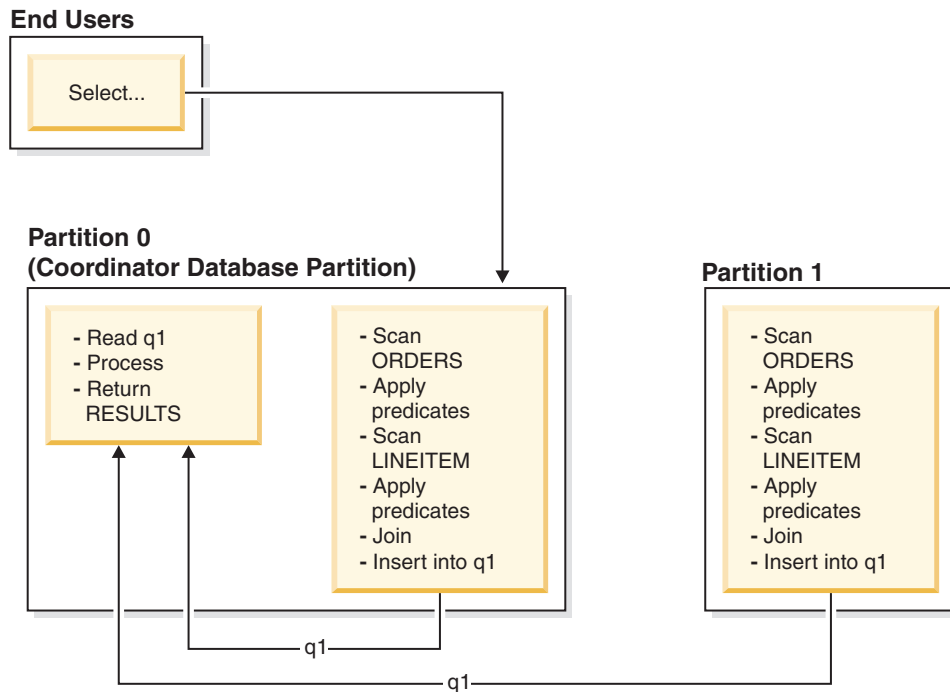 End Users
Select...
Partition 0
(Coordinator Database Partition)
- Read q1
- Process
- Return
RESULTS
- Scan
ORDERS
- Apply
predicates
- Scan
LINEITEM
- Apply
predicates
- Join
- Insert into q1
Partition 1
- Scan
ORDERS
- Apply
predicates
- Scan
LINEITEM
- Apply
predicates
- Join
- Insert into q1
q1
q1